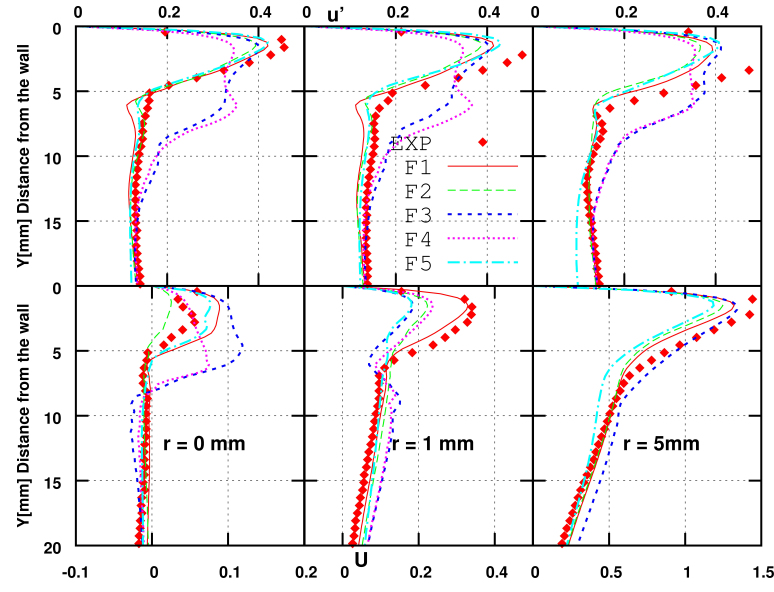 0 0.2 0.4 0 u' 0.2 0.4 0 0.2 0.4
0
5
10
15
Y[mm] Distance from the wall
EXP
F1
F2
F3
F4
F5
0
5
10
15
20
Y[mm] Distance from the wall
r = 0 mm r = 1 mm r = 5mm
-0.1 0 0.1 0.2 0 0.2 0.4 0 0.5 1 1.5
U